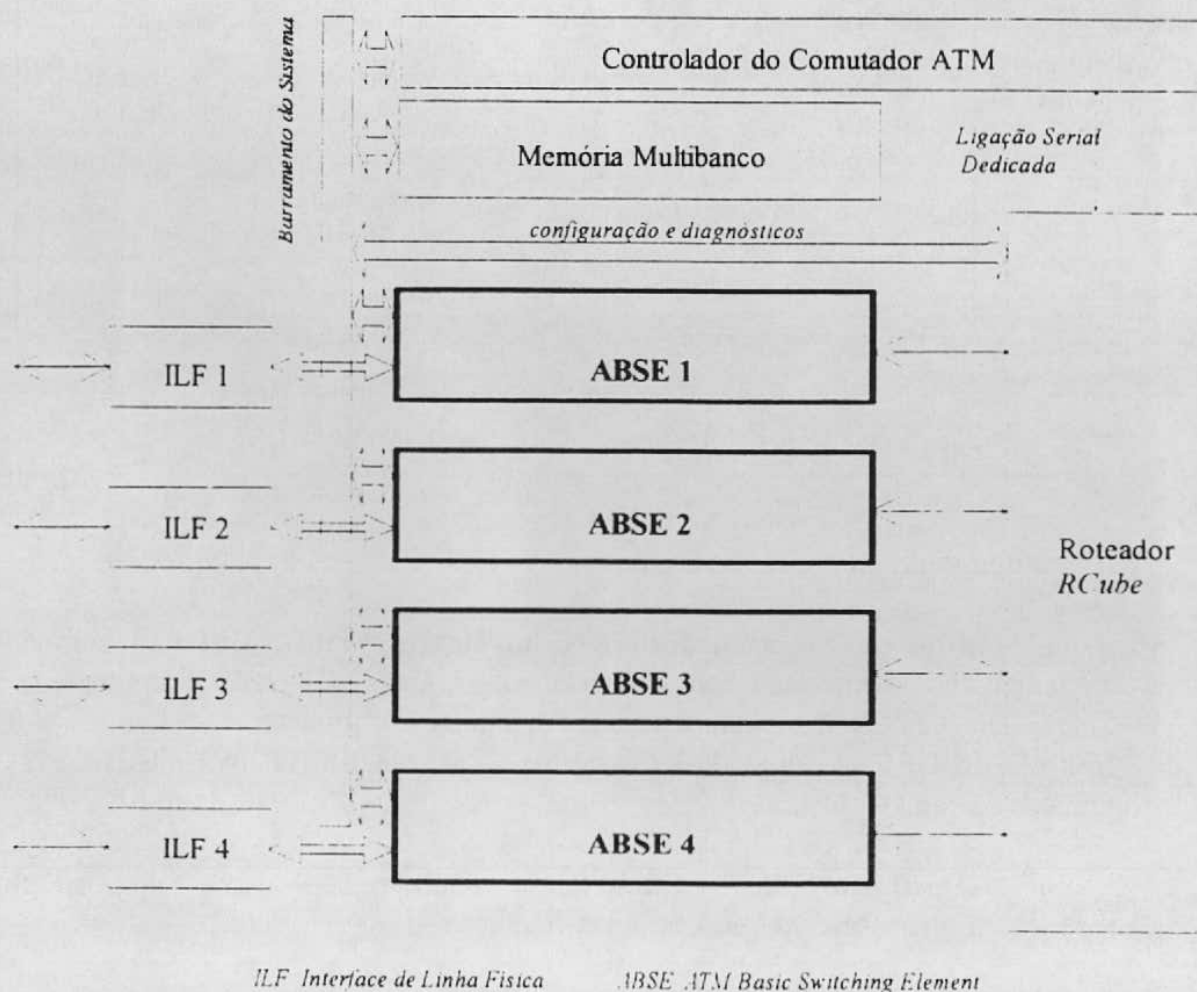 Barramento do Sistema
Controlador do Comutador ATM
Memória Multibanco
Ligação Serial
Dedicada
configuração e diagnósticos
ILF 1
ABSE 1
ILF 2
ABSE 2
Roteador
RCube
ILF 3
ABSE 3
ILF 4
ABSE 4
ILF Interface de Linha Física
ABSE ATM Basic Switching Element